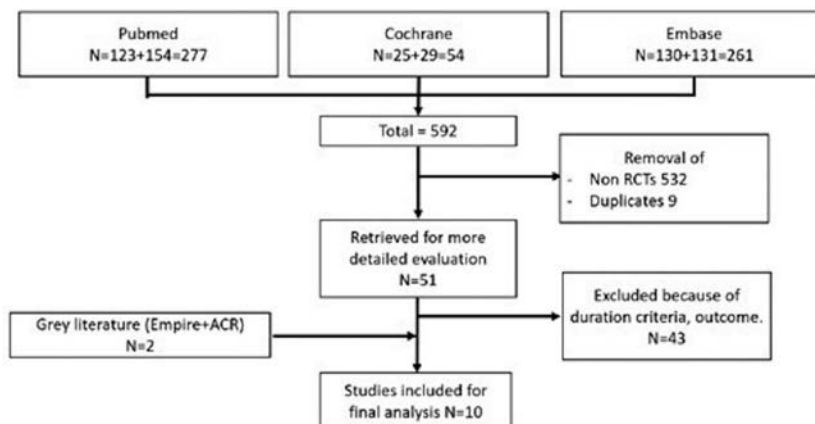 Pubmed
N=123+154=277
Cochrane
N=25+29=54
Embase
N=130+131=261
Total = 592
Removal of
- Non RCTs 532
- Duplicates 9
Retrieved for more
detailed evaluation
N=51
Excluded because of
duration criteria, outcome.
N=43
Grey literature (Empire+ACR)
N=2
Studies included for
final analysis N=10